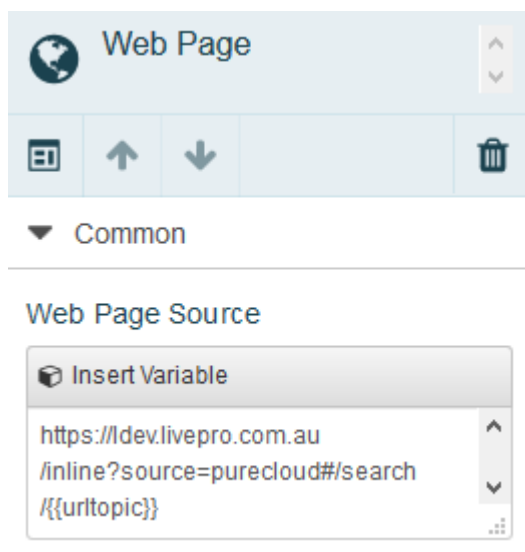 Web Page
Common
Web Page Source
Insert Variable
https://ldev.livepro.com.au
/inline?source=purecloud#/search
/{{urltopic}}